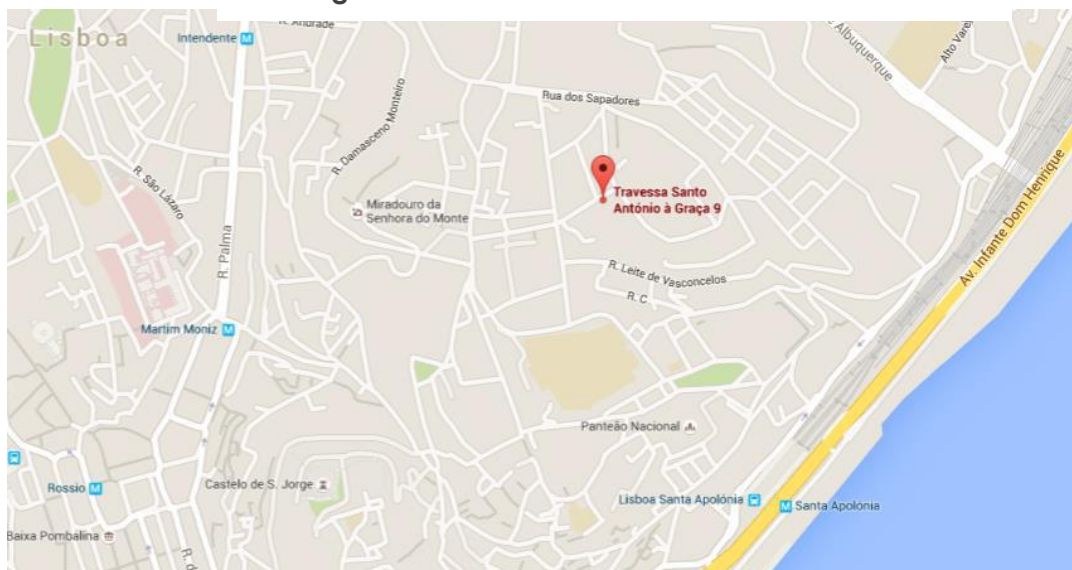 R. Andrade
Lisboa
Intendente M
Albuquerque
Alto Vare
R. Damasceno Monteiro
Rua dos Sapadores
R. São Lázaro
Travessa Santo
António à Graça 9
Miradouro da
Senhora do Monte
R. Palma
Av. Infante Dom Henrique
R. Leite de Vasconcelos
R. C
Martim Moniz M
Panteão Nacional
Castelo de S. Jorge
Rossio M
Lisboa Santa Apolónia
M Santa Apolónia
Baixa Pombalina
R. d